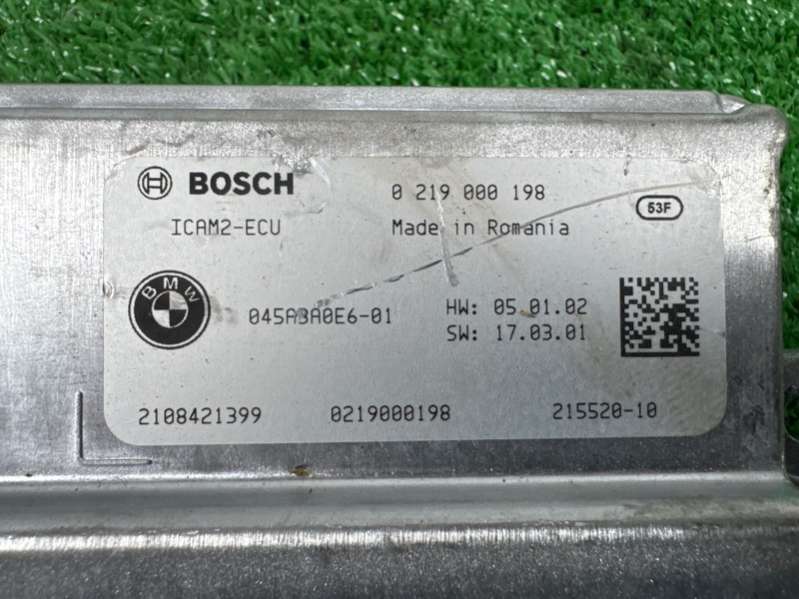 BOSCH
0 219 000 198
53F
ICAM2-ECU
Made in Romania
BMW
045A3A0E6-01
HW: 05.01.02
SW: 17.03.01
2108421399
0219000198
215520-10